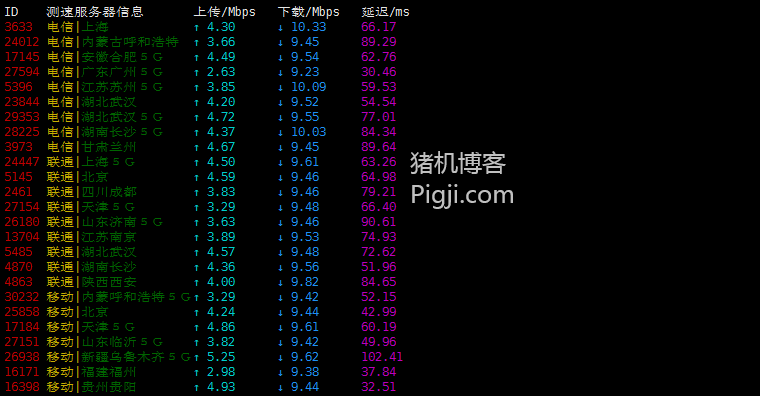 ID 测速服务器信息 上传/Mbps 下载/Mbps 延迟/ms
3633 电信|上海 ↑ 4.30 ↓ 10.33 66.17
24012 电信|内蒙古呼和浩特 ↑ 3.66 ↓ 9.45 89.29
17145 电信|安徽合肥5G ↑ 4.49 ↓ 9.54 62.76
27594 电信|广东广州5G ↑ 2.63 ↓ 9.23 30.46
5396 电信|江苏苏州5G ↑ 3.85 ↓ 10.09 59.53
23844 电信|湖北武汉 ↑ 4.20 ↓ 9.52 54.54
29353 电信|湖北武汉5G ↑ 4.72 ↓ 9.55 77.01
28225 电信|湖南长沙5G ↑ 4.37 ↓ 10.03 84.34
3973 电信|甘肃兰州 ↑ 4.67 ↓ 9.45 89.64
24447 联通|上海5G ↑ 4.50 ↓ 9.61 63.26
5145 联通|北京 ↑ 4.59 ↓ 9.46 64.98
2461 联通|四川成都 ↑ 3.83 ↓ 9.46 79.21
27154 联通|天津5G ↑ 3.29 ↓ 9.48 66.40
26180 联通|山东济南5G ↑ 3.63 ↓ 9.46 90.61
13704 联通|江苏南京 ↑ 3.89 ↓ 9.53 74.93
5485 联通|湖北武汉 ↑ 4.57 ↓ 9.48 72.62
4870 联通|湖南长沙 ↑ 4.36 ↓ 9.56 51.96
4863 联通|陕西西安 ↑ 4.00 ↓ 9.82 84.65
30232 移动|内蒙呼和浩特5G ↑ 3.29 ↓ 9.42 52.15
25858 移动|北京 ↑ 4.24 ↓ 9.44 42.99
17184 移动|天津5G ↑ 4.86 ↓ 9.61 60.19
27151 移动|山东临沂5G ↑ 3.82 ↓ 9.42 49.96
26938 移动|新疆乌鲁木齐5G ↑ 5.25 ↓ 9.62 102.41
16171 移动|福建福州 ↑ 2.98 ↓ 9.38 37.84
16398 移动|贵州贵阳 ↑ 4.93 ↓ 9.44 32.51
猪机博客
Pigji.com